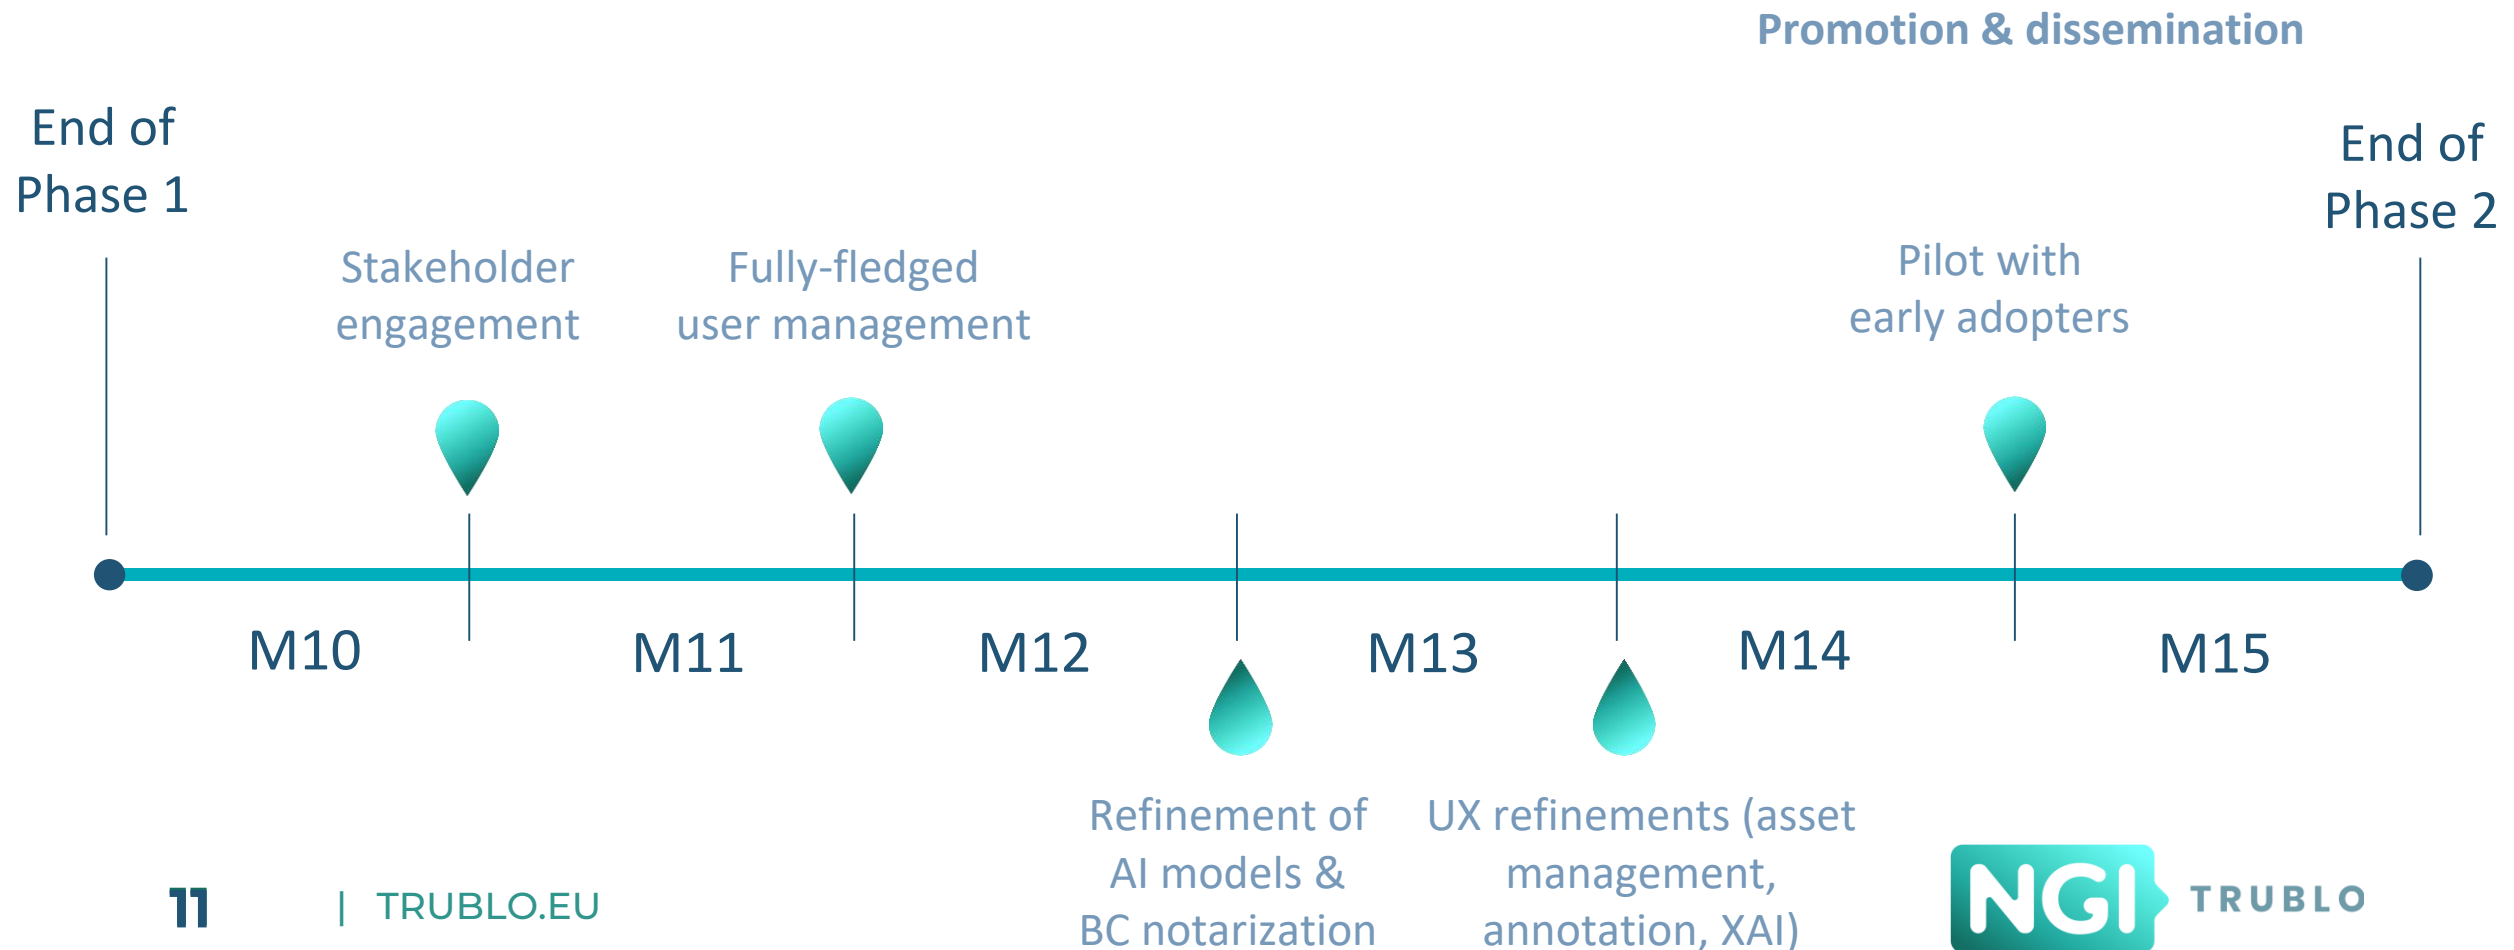 Promotion & dissemination
End of
Phase 1
End of
Phase 2
Stakeholder
engagement
Fully-fledged
user management
Pilot with
early adopters
M10
M11
M12
M13
M14
M15
Refinement of
AI models &
BC notarization
UX refinements (asset
management,
annotation, XAI)
11
| TRUBLO.EU
NGI TRUBLO